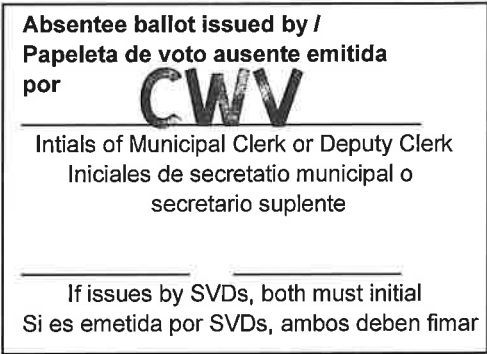 Absentee ballot issued by /
Papeleta de voto ausente emitida
por CWV
Intials of Municipal Clerk or Deputy Clerk
Iniciales de secretatio municipal o
secretario suplente
If issues by SVDs, both must initial
Si es emetida por SVDs, ambos deben fimar